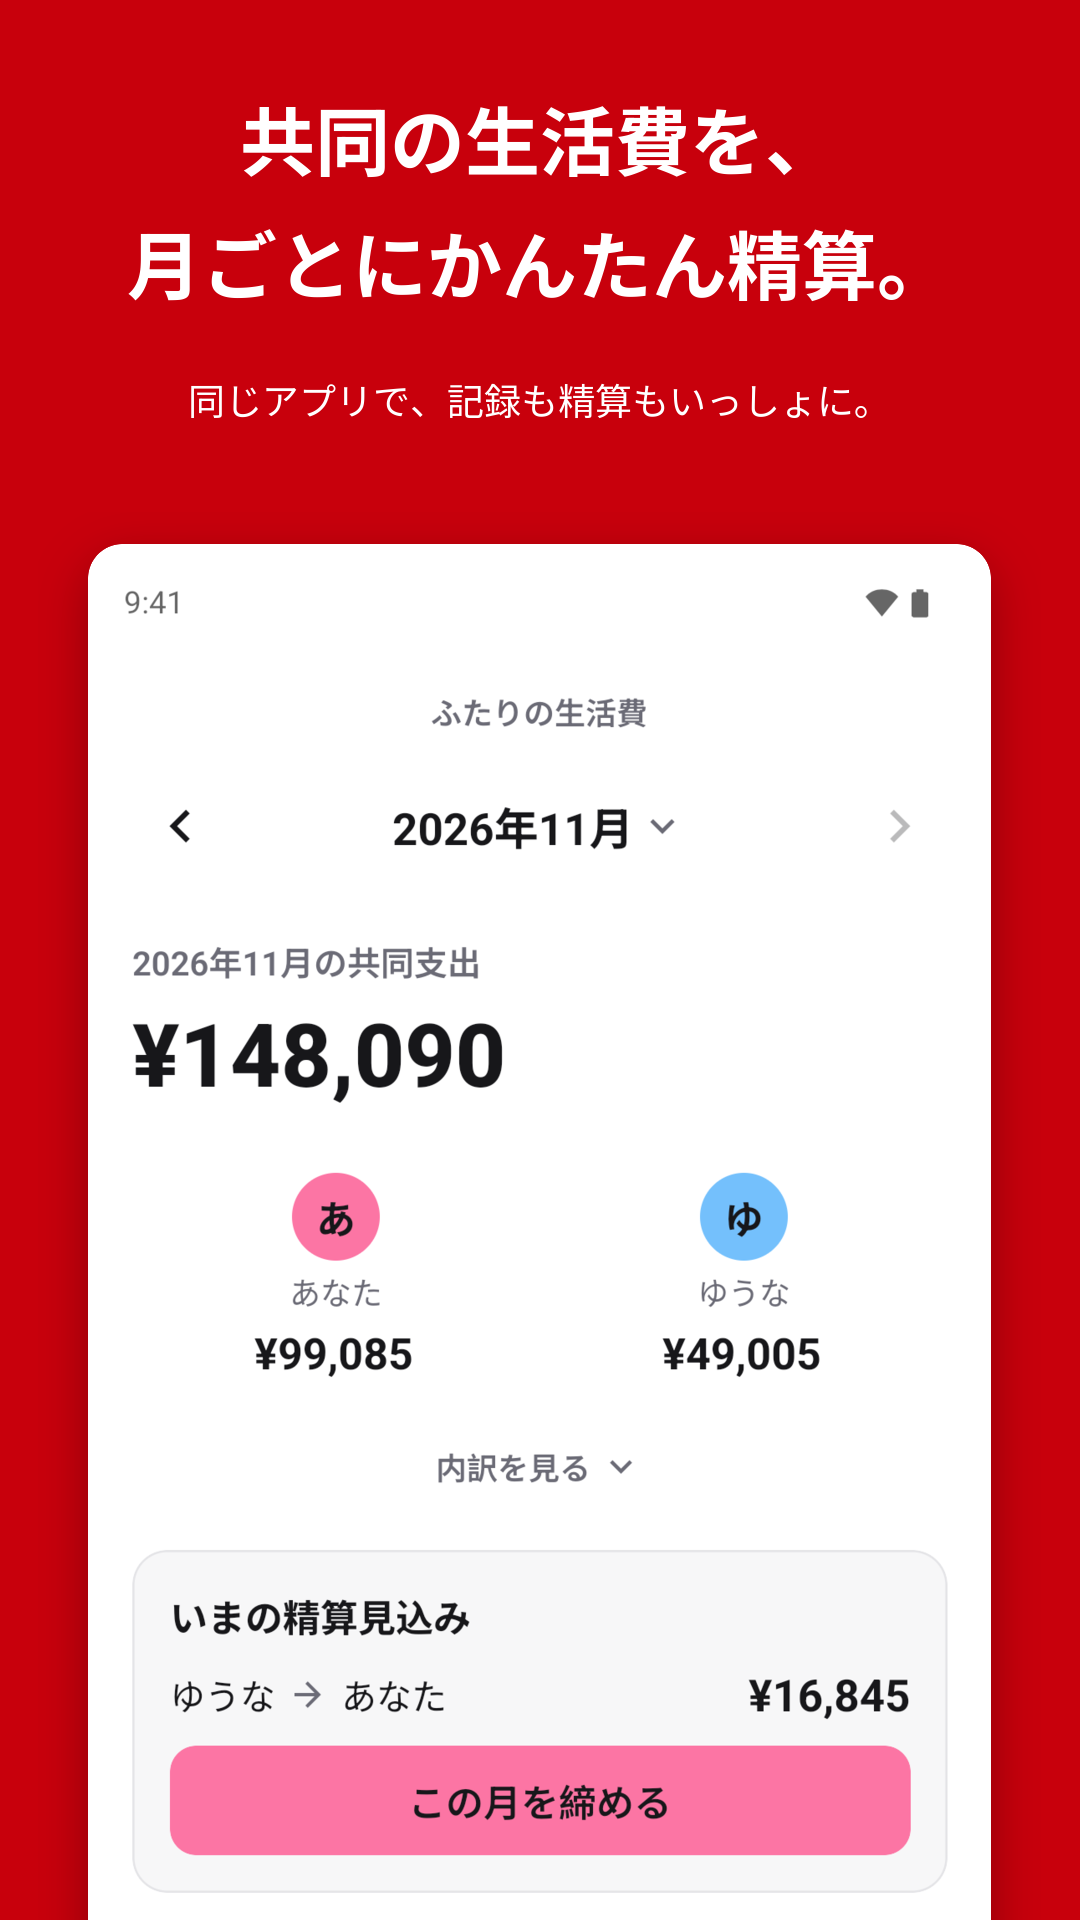 共同の生活費を、
月ごとにかんたん精算。
同じアプリで、記録も精算もいっしょに。
9:41
ふたりの生活費
2026年11月
2026年11月の共同支出
¥148,090
あ
ゆ
あなた
ゆうな
¥99,085
¥49,005
内訳を見る
いまの精算見込み
ゆうな → あなた ¥16,845
この月を締める